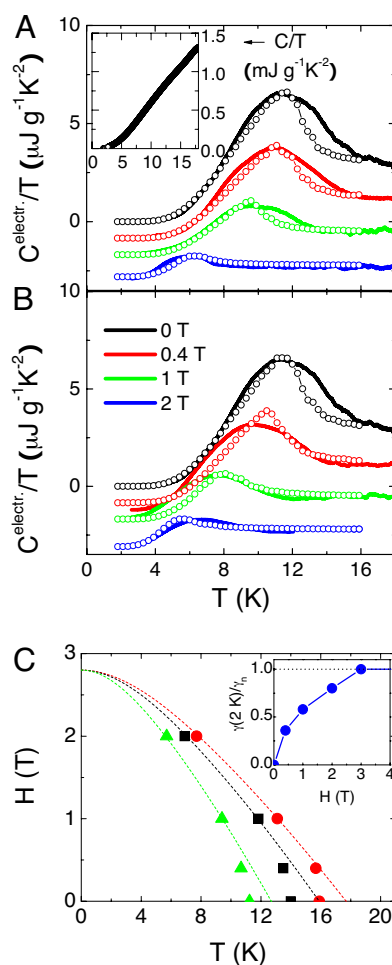 A
1.5
1.0
0.5
0.0
0 5 10 15
C/T
(mJ g⁻¹K⁻²)
10
5
0
C^electr./T (μJ g⁻¹K⁻²)
B
10
5
0
C^electr./T (μJ g⁻¹K⁻²)
0 T
0.4 T
1 T
2 T
0 4 8 12 16
T (K)
C
3
2
1
0
H (T)
1.0
0.5
0.0
γ(2 K)/γₙ
0 1 2 3 4
H (T)
0 4 8 12 16 20
T (K)